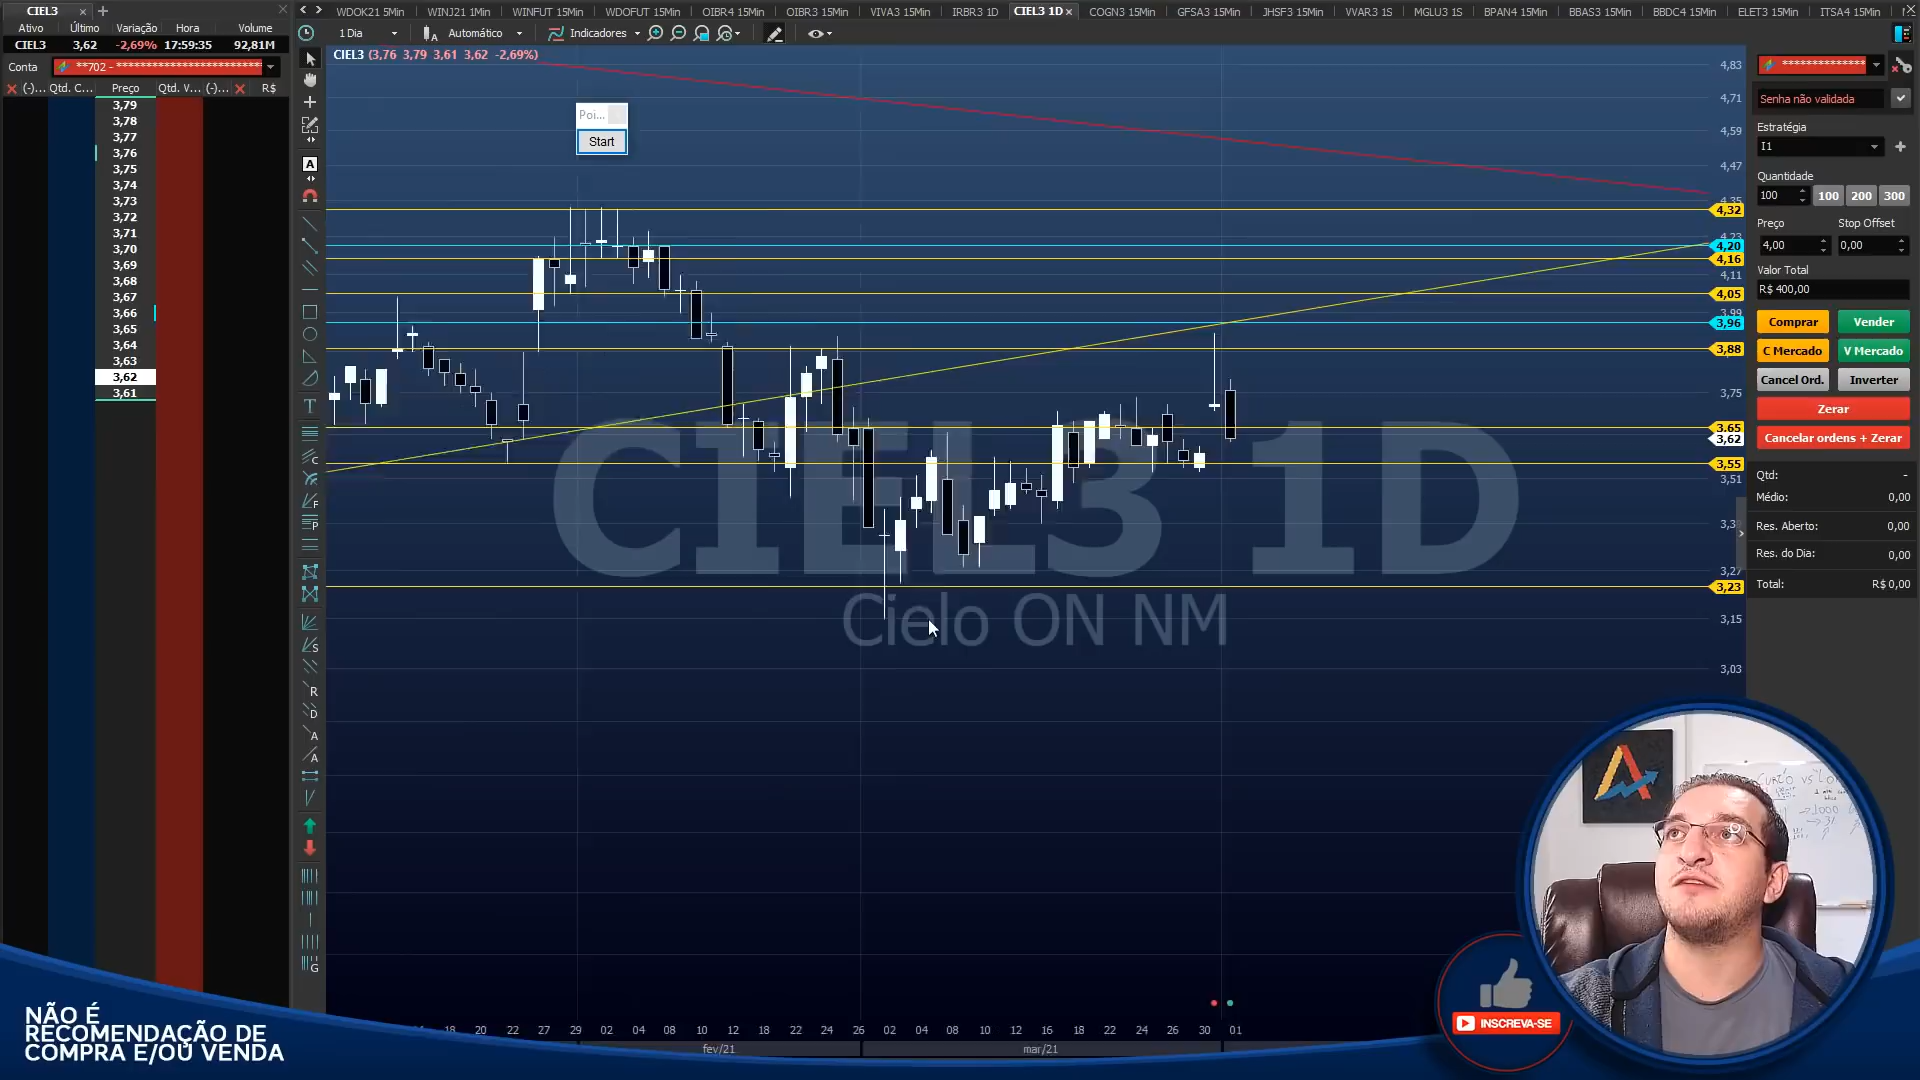 CIEL3 × +
Ativo Último Variação Hora Volume
CIEL3 3,62 -2,69% 17:59:35 92,81M
Conta **702 - *************************
(-)... Qtd. C... Preço Qtd. V... (-)... R$
3,79
3,78
3,77
3,76
3,75
3,74
3,73
3,72
3,71
3,70
3,69
3,68
3,67
3,66
3,65
3,64
3,63
3,62
3,61
WDOK21 5Min WINJ21 1Min WINFUT 15Min WDOFUT 15Min OIBR4 15Min OIBR3 15Min VIVA3 15Min IRBR3 1D CIEL3 1D × COGN3 15Min GFSA3 15Min JHSF3 15Min VVAR3 1S MGLU3 1S BPAN4 15Min BBAS3 15Min BBDC4 15Min ELET3 15Min ITSA4 15Min
1 Dia Automático Indicadores
CIEL3 (3,76 3,79 3,61 3,62 -2,69%)
Poi...
Start
4,83
4,71
4,59
4,47
4,32
4,20
4,16
4,11
4,05
3,99
3,96
3,88
3,75
3,65
3,62
3,55
3,51
3,27
3,23
3,15
3,03
CIEL3 1D
Cielo ON NM
18 20 22 27 29 02 04 08 10 12 18 22 24 26 02 04 08 10 12 16 18 22 24 26 30 01
fev/21 mar/21
Senha não validada
Estratégia
I1
Quantidade
100 100 200 300
Preço Stop Offset
4,00 0,00
Valor Total
R$ 400,00
Comprar Vender
C Mercado V Mercado
Cancel Ord. Inverter
Zerar
Cancelar ordens + Zerar
Qtd: -
Médio: 0,00
Res. Aberto: 0,00
Res. do Dia: 0,00
Total: R$ 0,00
NÃO É
RECOMENDAÇÃO DE
COMPRA E/OU VENDA
INSCREVA-SE